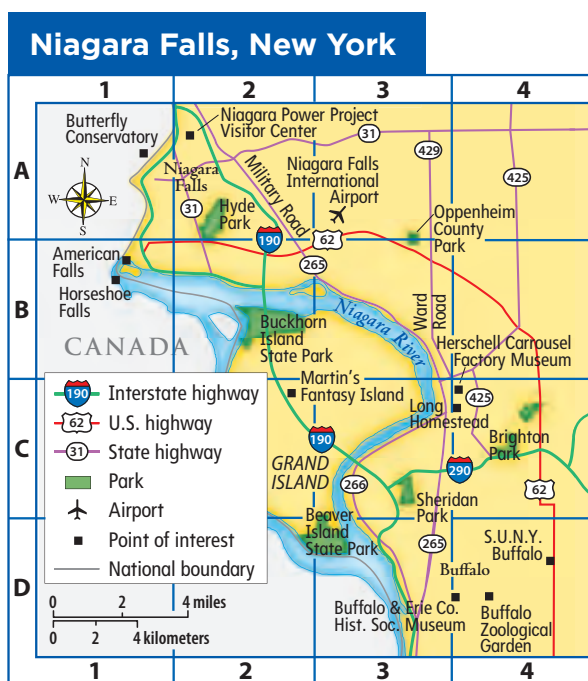 Niagara Falls, New York
1 2 3 4
A
B
C
D
Butterfly
Conservatory
Niagara Power Project
Visitor Center
31
429
425
N
W E
S
Niagara
Falls
31
Military Road
Niagara Falls
International
Airport
Hyde
Park
Oppenheim
County
Park
190
62
265
American
Falls
Horseshoe
Falls
Niagara River
Ward
Road
CANADA
Buckhorn
Island
State Park
Herschell Carrousel
Factory Museum
Martin's
Fantasy Island
425
Long
Homestead
Brighton
Park
190
GRAND
ISLAND
290
266
Sheridan
Park
62
Beaver
Island
State Park
265
S.U.N.Y.
Buffalo
Buffalo
Buffalo & Erie Co.
Hist. Soc. Museum
Buffalo
Zoological
Garden
190 Interstate highway
62 U.S. highway
31 State highway
Park
Airport
Point of interest
National boundary
0 2 4 miles
0 2 4 kilometers
1 2 3 4